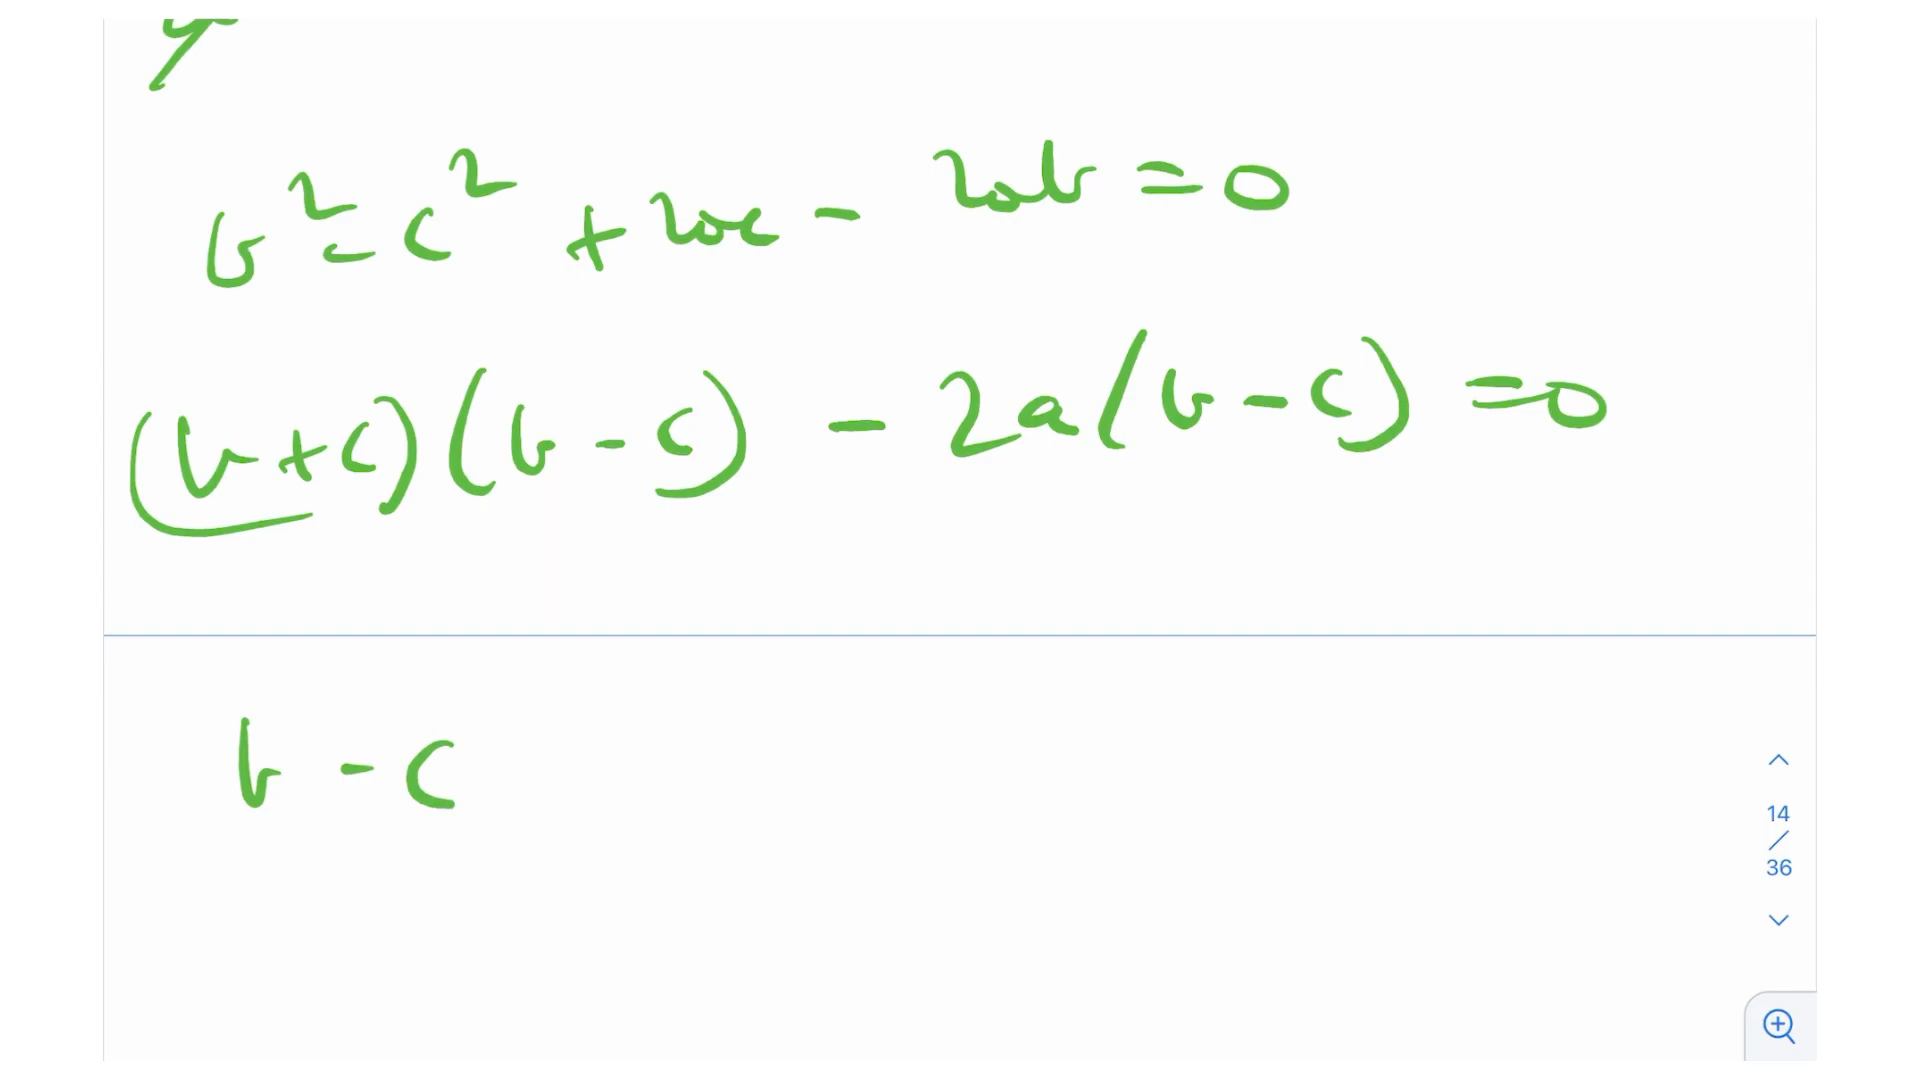 b² - c² + 2ac - 2ab = 0
(b+c)(b-c) - 2a(b-c) = 0
b - c
14
/
36